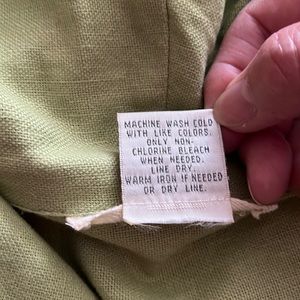 MACHINE WASH COLD
WITH LIKE COLORS.
ONLY NON-
CHLORINE BLEACH
WHEN NEEDED.
LINE DRY.
WARM IRON IF NEEDED
OR DRY LINE.